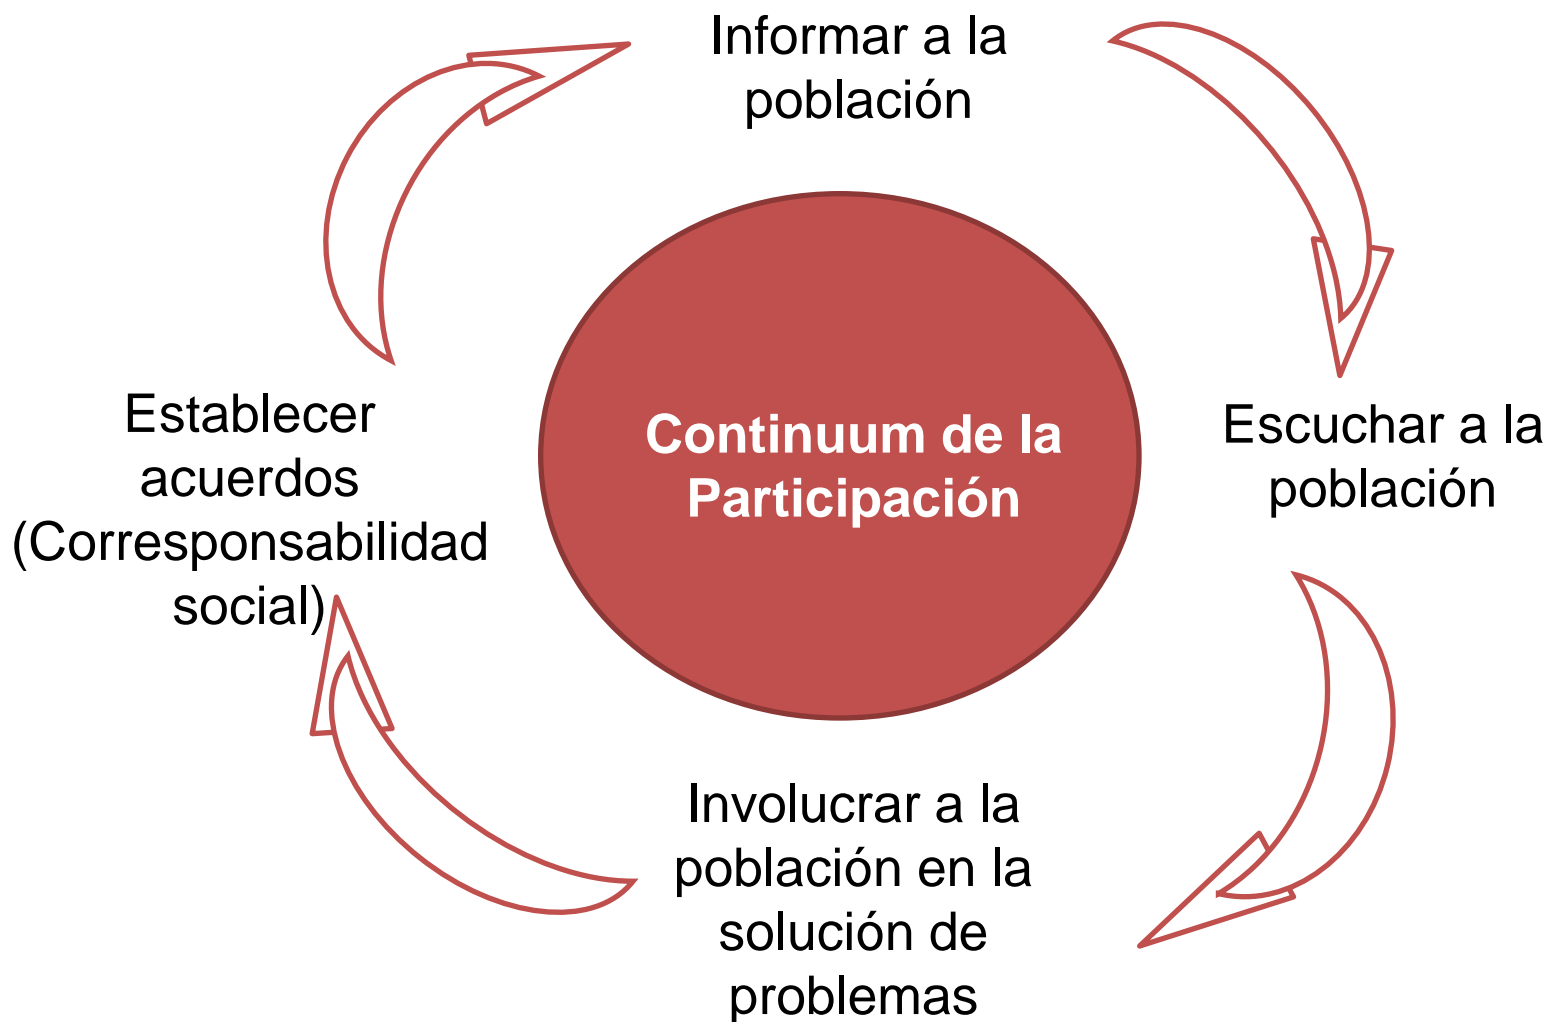 Informar a la
población
Escuchar a la
población
Involucrar a la
población en la
solución de
problemas
Establecer
acuerdos
(Corresponsabilidad
social)
Continuum de la
Participación